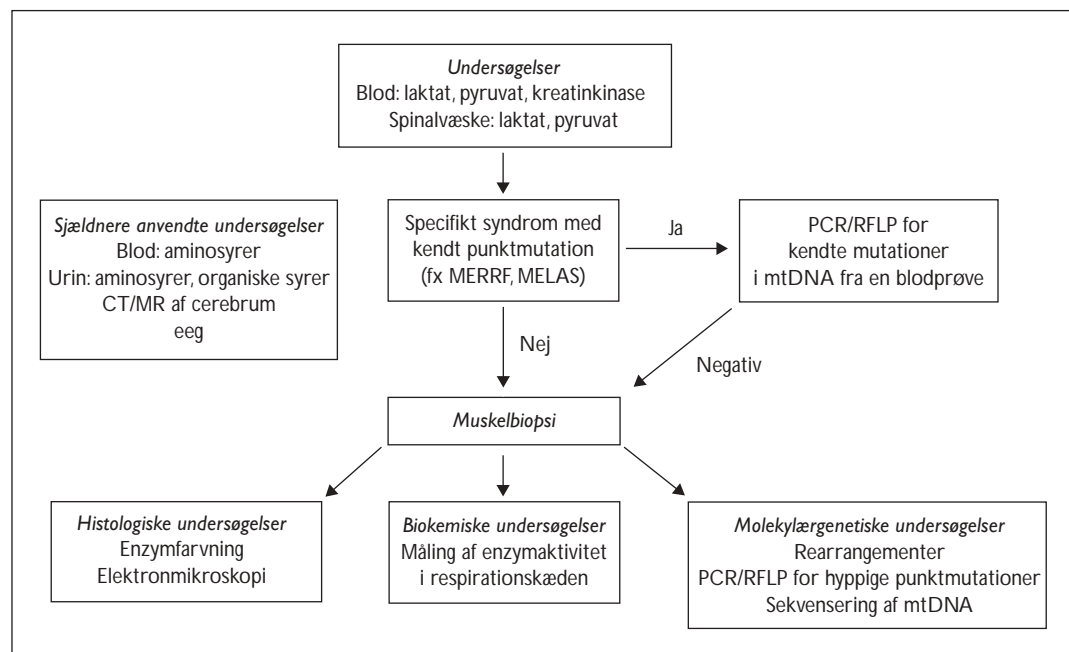 Undersøgelser
Blod: laktat, pyruvat, kreatinkinase
Spinalvæske: laktat, pyruvat
Sjældnere anvendte undersøgelser
Blod: aminosyrer
Urin: aminosyrer, organiske syrer
CT/MR af cerebrum
eeg
Specifikt syndrom med
kendt punktmutation
(fx MERRF, MELAS)
Ja
PCR/RFLP for
kendte mutationer
i mtDNA fra en blodprøve
Nej
Negativ
Muskelbiopsi
Histologiske undersøgelser
Enzymfarvning
Elektronmikroskopi
Biokemiske undersøgelser
Måling af enzymaktivitet
i respirationskæden
Molekylærgenetiske undersøgelser
Rearrangementer
PCR/RFLP for hyppige punktmutationer
Sekvensering af mtDNA